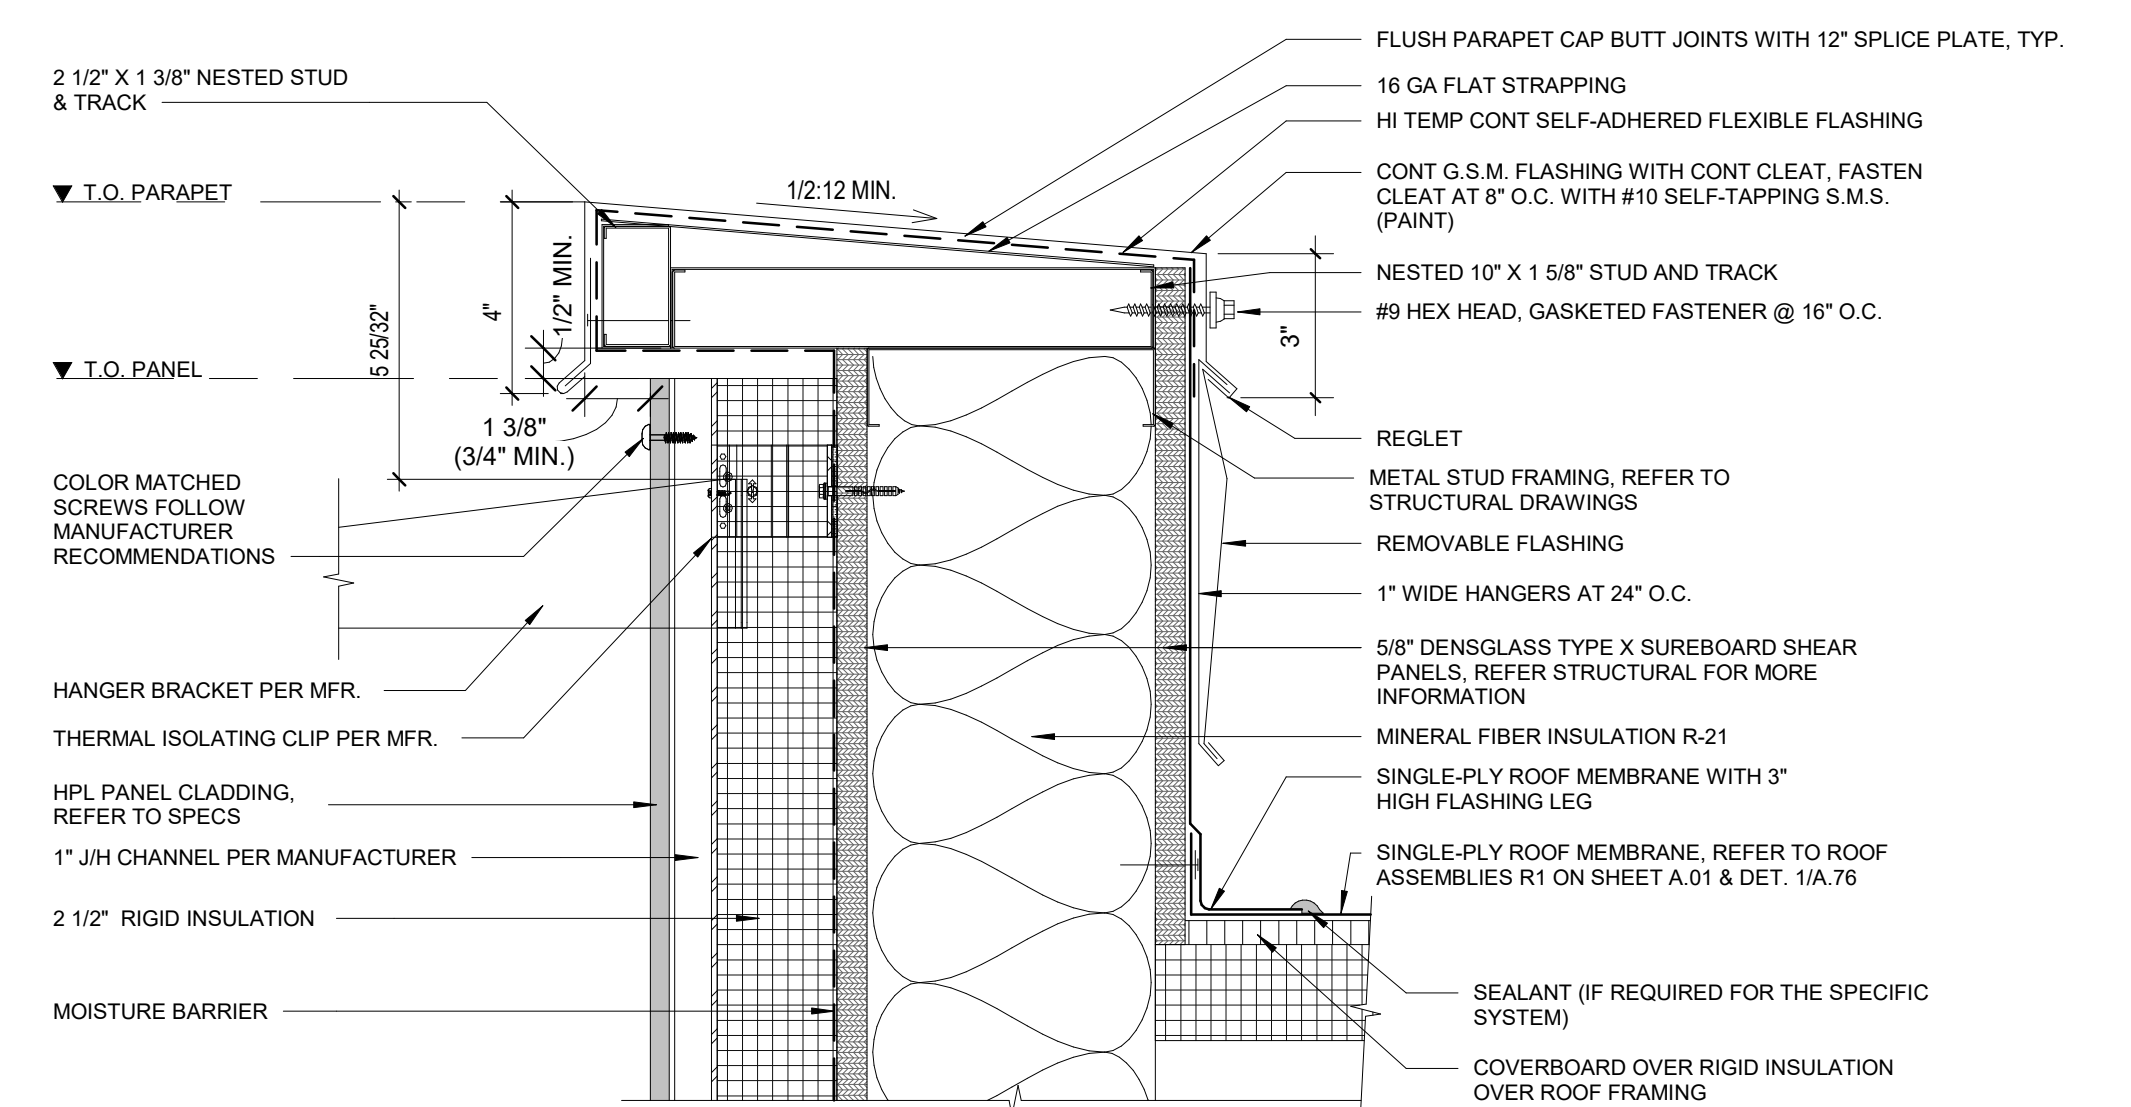 2 1/2" X 1 3/8" NESTED STUD
& TRACK
T.O. PARAPET
T.O. PANEL
5 25/32"
4"
1/2" MIN.
1 3/8"
(3/4" MIN.)
1/2:12 MIN.
3"
COLOR MATCHED
SCREWS FOLLOW
MANUFACTURER
RECOMMENDATIONS
HANGER BRACKET PER MFR.
THERMAL ISOLATING CLIP PER MFR.
HPL PANEL CLADDING,
REFER TO SPECS
1" J/H CHANNEL PER MANUFACTURER
2 1/2" RIGID INSULATION
MOISTURE BARRIER
FLUSH PARAPET CAP BUTT JOINTS WITH 12" SPLICE PLATE, TYP.
16 GA FLAT STRAPPING
HI TEMP CONT SELF-ADHERED FLEXIBLE FLASHING
CONT G.S.M. FLASHING WITH CONT CLEAT, FASTEN
CLEAT AT 8" O.C. WITH #10 SELF-TAPPING S.M.S.
(PAINT)
NESTED 10" X 1 5/8" STUD AND TRACK
#9 HEX HEAD, GASKETED FASTENER @ 16" O.C.
REGLET
METAL STUD FRAMING, REFER TO
STRUCTURAL DRAWINGS
REMOVABLE FLASHING
1" WIDE HANGERS AT 24" O.C.
5/8" DENSGLASS TYPE X SUREBOARD SHEAR
PANELS, REFER STRUCTURAL FOR MORE
INFORMATION
MINERAL FIBER INSULATION R-21
SINGLE-PLY ROOF MEMBRANE WITH 3"
HIGH FLASHING LEG
SINGLE-PLY ROOF MEMBRANE, REFER TO ROOF
ASSEMBLIES R1 ON SHEET A.01 & DET. 1/A.76
SEALANT (IF REQUIRED FOR THE SPECIFIC
SYSTEM)
COVERBOARD OVER RIGID INSULATION
OVER ROOF FRAMING